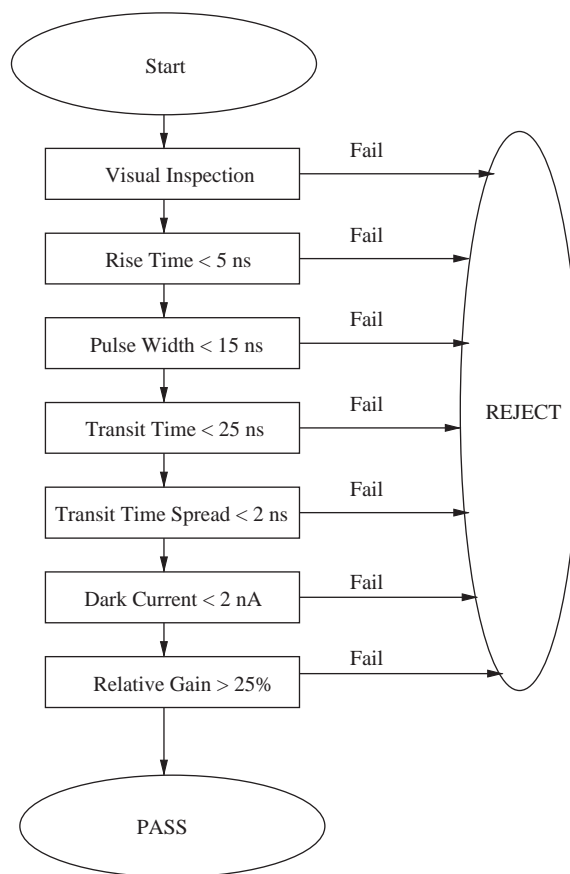 Start
Visual Inspection
Fail
Rise Time < 5 ns
Fail
Pulse Width < 15 ns
Fail
Transit Time < 25 ns
Fail
REJECT
Transit Time Spread < 2 ns
Fail
Dark Current < 2 nA
Fail
Relative Gain > 25%
Fail
PASS